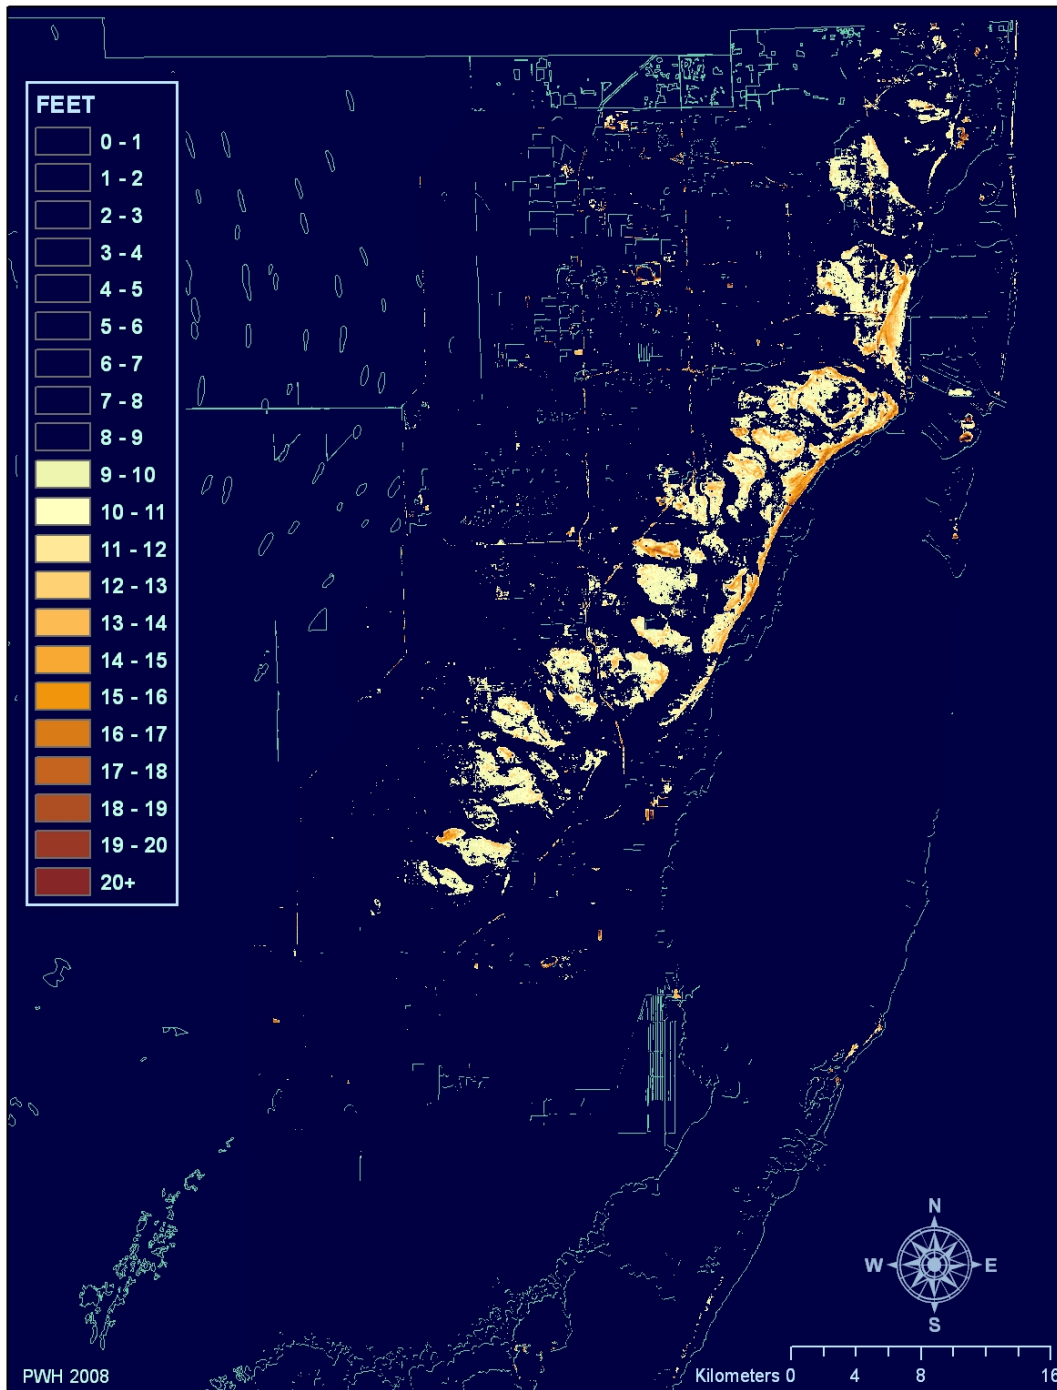 FEET
0 - 1
1 - 2
2 - 3
3 - 4
4 - 5
5 - 6
6 - 7
7 - 8
8 - 9
9 - 10
10 - 11
11 - 12
12 - 13
13 - 14
14 - 15
15 - 16
16 - 17
17 - 18
18 - 19
19 - 20
20+
N
W E
S
PWH 2008
Kilometers 0 4 8 16